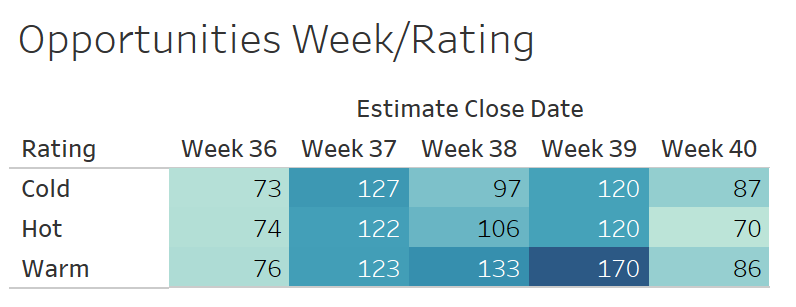 Opportunities Week/Rating
Estimate Close Date
Rating Week 36 Week 37 Week 38 Week 39 Week 40
Cold 73 127 97 120 87
Hot 74 122 106 120 70
Warm 76 123 133 170 86